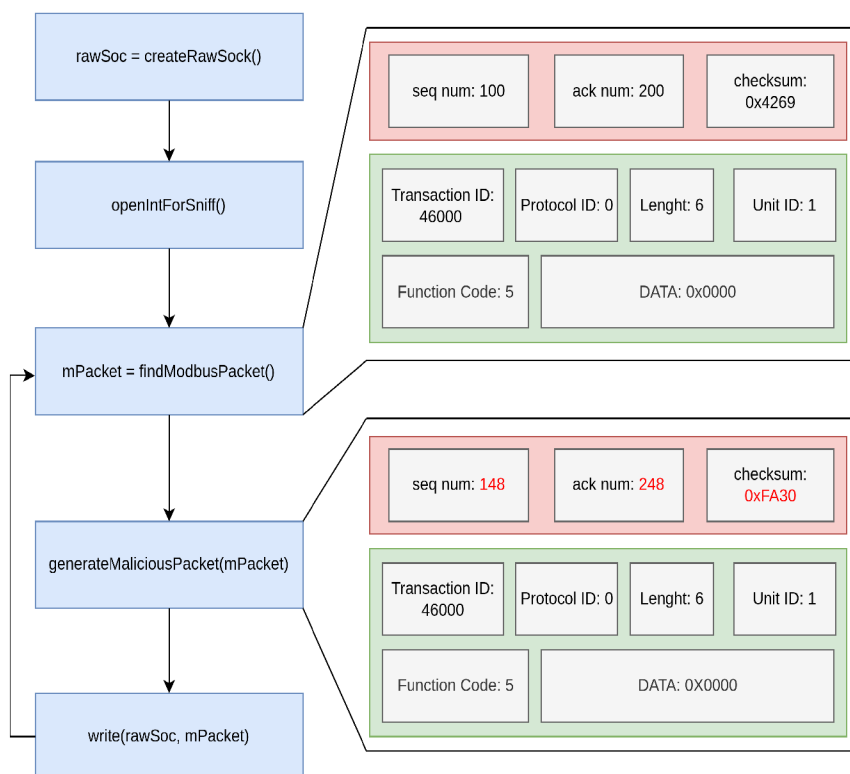 rawSoc = createRawSock()
openIntForSniff()
mPacket = findModbusPacket()
generateMaliciousPacket(mPacket)
write(rawSoc, mPacket)
seq num: 100
ack num: 200
checksum:
0x4269
Transaction ID:
46000
Protocol ID: 0
Lenght: 6
Unit ID: 1
Function Code: 5
DATA: 0x0000
seq num: 148
ack num: 248
checksum:
0xFA30
Transaction ID:
46000
Protocol ID: 0
Lenght: 6
Unit ID: 1
Function Code: 5
DATA: 0X0000